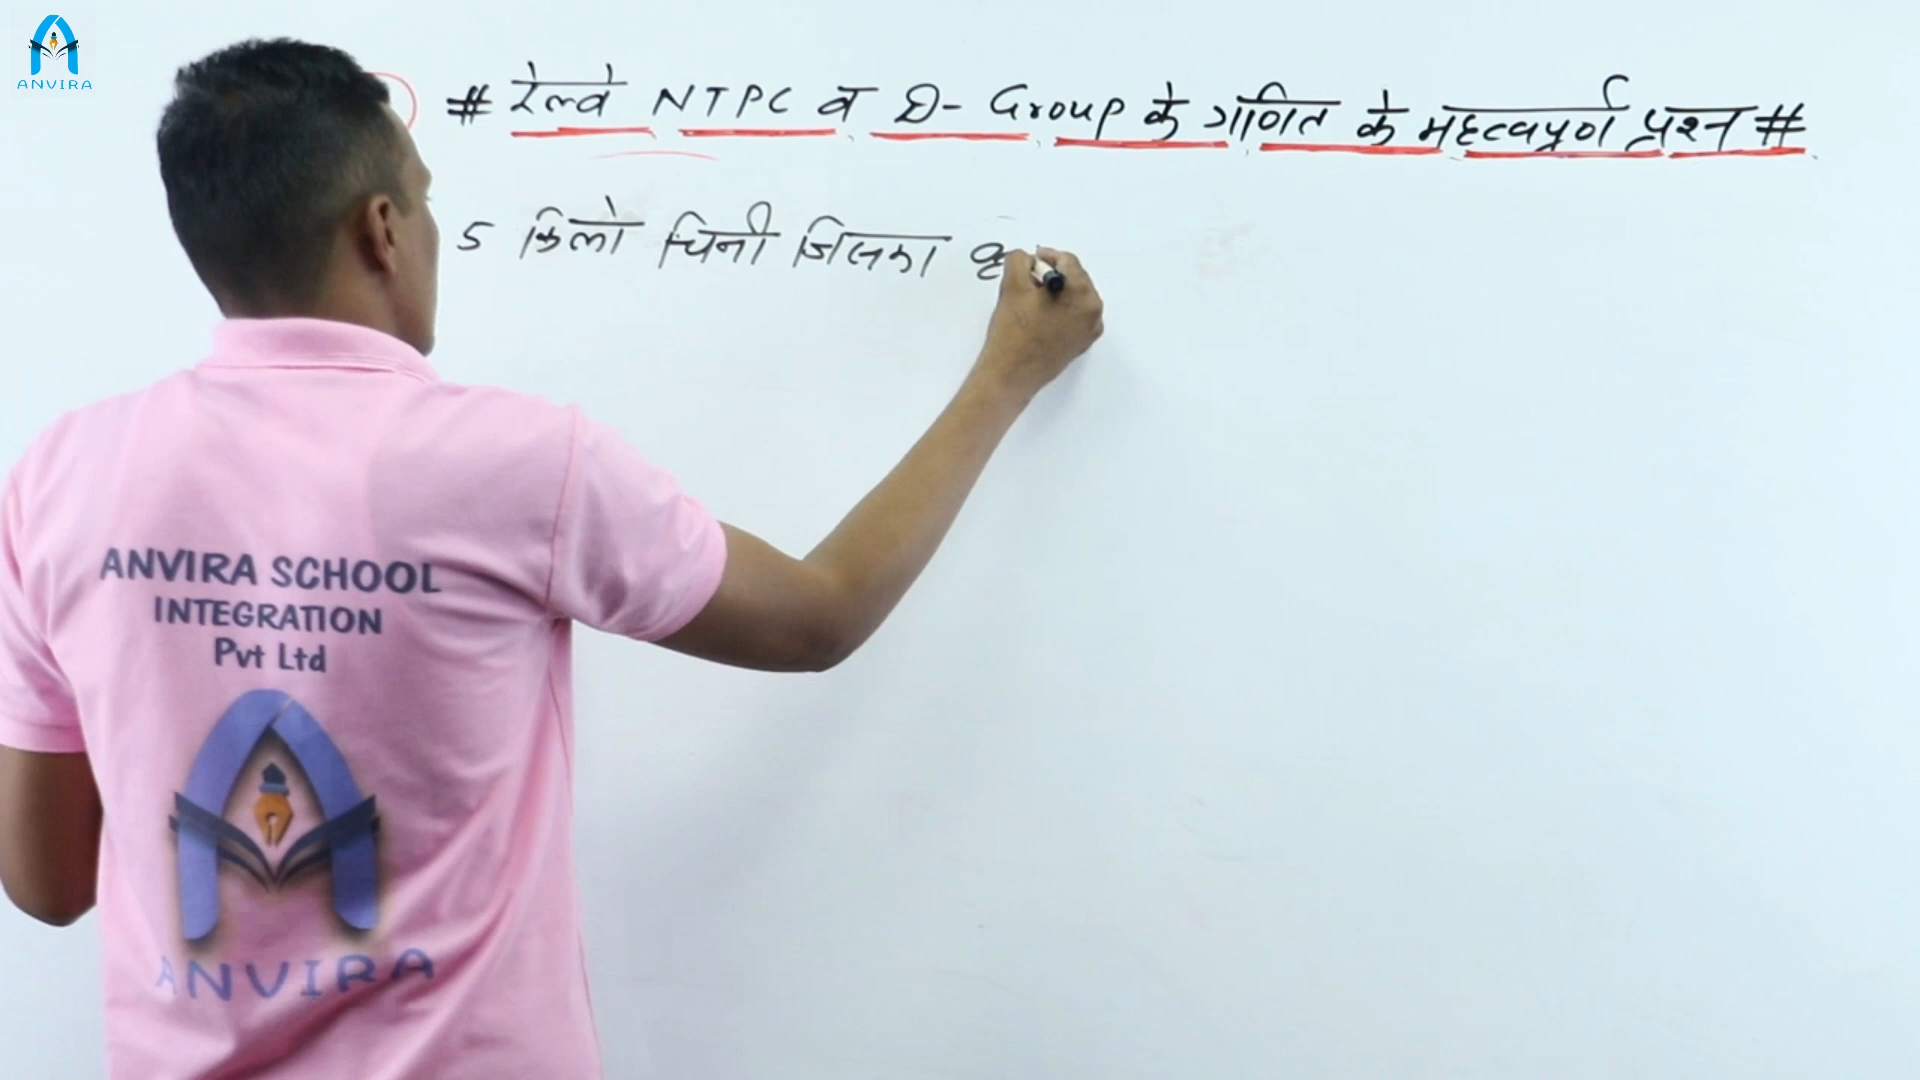 ANVIRA
# रेल्वे NTPC व D- Group के गणित के महत्वपूर्ण प्रश्न #
5 किलो चिनी जिसका
ANVIRA SCHOOL
INTEGRATION
Pvt Ltd
ANVIRA